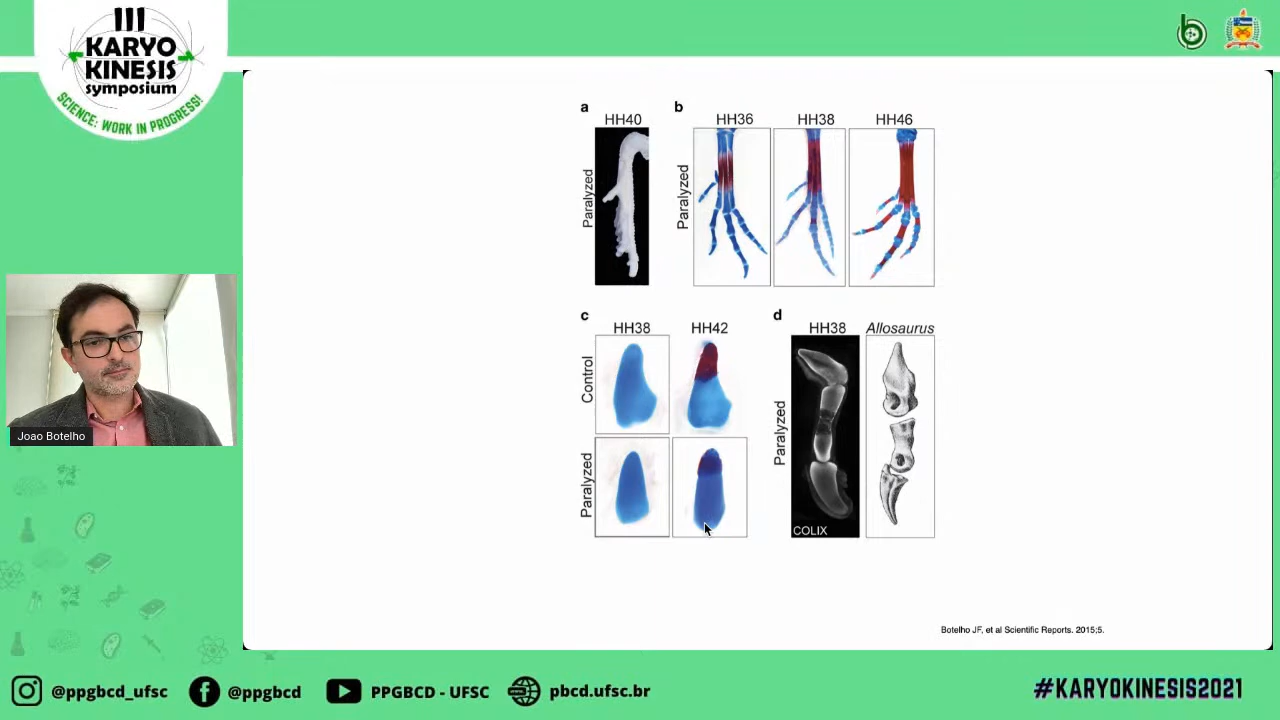 III
KARYO
KINESIS
symposium
SCIENCE: WORK IN PROGRESS!
a
HH40
Paralyzed
b
HH36
HH38
HH46
Paralyzed
c
HH38
HH42
Control
Paralyzed
d
HH38
Allosaurus
Paralyzed
COLIX
Joao Botelho
Botelho JF, et al Scientific Reports. 2015;5.
@ppgbcd_ufsc
@ppgbcd
PPGBCD - UFSC
pbcd.ufsc.br
#KARYOKINESIS2021